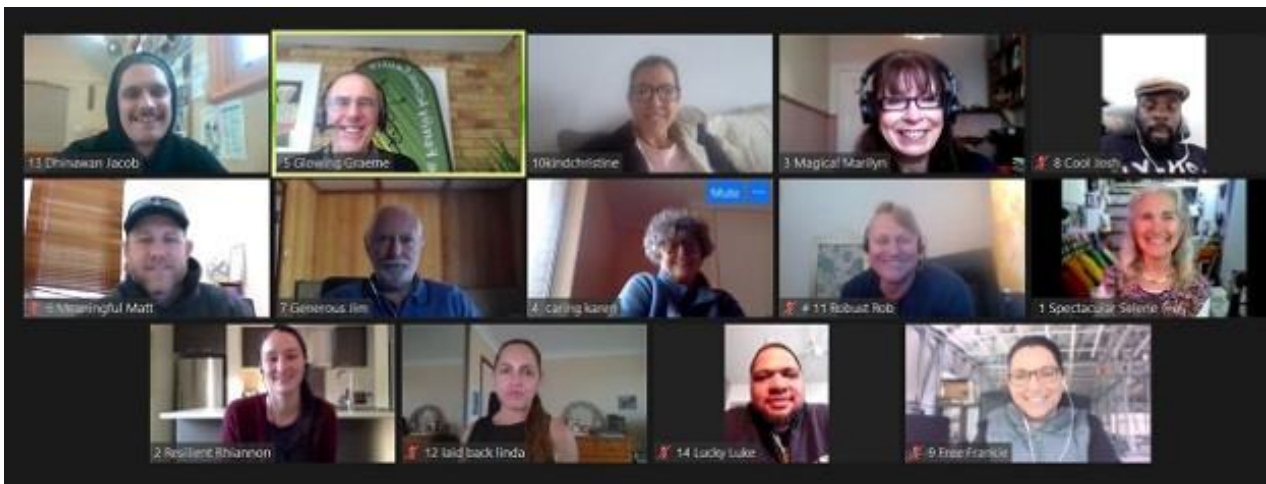 13 Dhinawan Jacob
5 Glowing Graeme
10kindchristine
3 Magical Marilyn
8 Cool Josh
6 Meaningful Matt
7 Generous Jim
Mute
4 caring karen
# 11 Robust Rob
1 Spectacular Selene
2 Resilient Rhiannon
12 laid back linda
14 Lucky Luke
9 Free Frankie